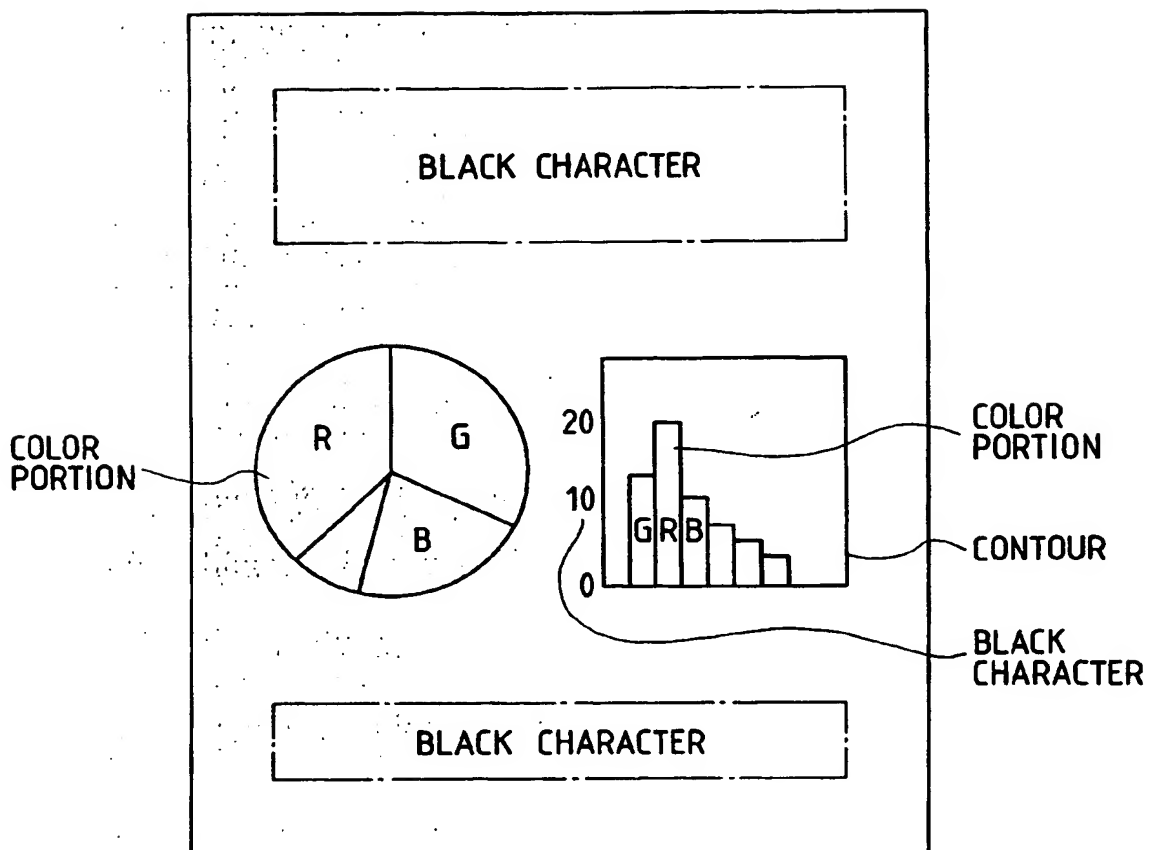 BLACK CHARACTER
R
G
B
COLOR
PORTION
20
10
0
G R B
COLOR
PORTION
CONTOUR
BLACK
CHARACTER
BLACK CHARACTER